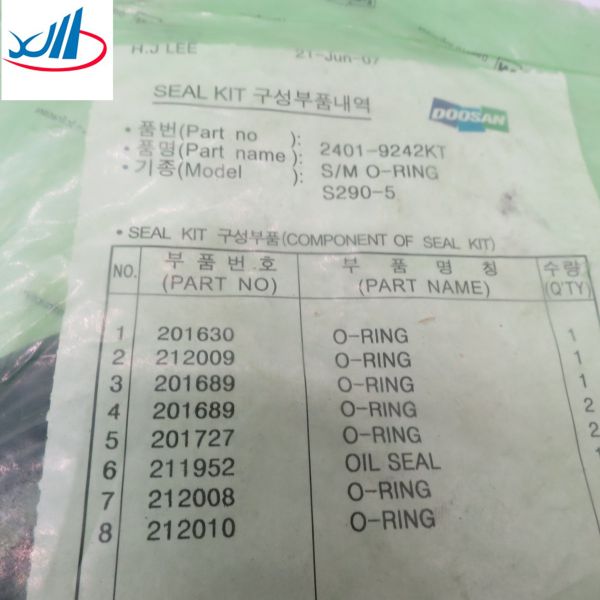 H.J LEE 21-Jun-07
SEAL KIT 구성부품내역
DOOSAN
• 품번(Part no ): 2401-9242KT
• 품명(Part name ): S/M O-RING
• 기종(Model ): S290-5
• SEAL KIT 구성부품(COMPONENT OF SEAL KIT)
NO. 부 품 번 호 부 품 명 칭 수량
(PART NO) (PART NAME) (Q'TY)
1 201630 O-RING 1
2 212009 O-RING 1
3 201689 O-RING 1
4 201689 O-RING 2
5 201727 O-RING 2
6 211952 OIL SEAL 1
7 212008 O-RING
8 212010 O-RING